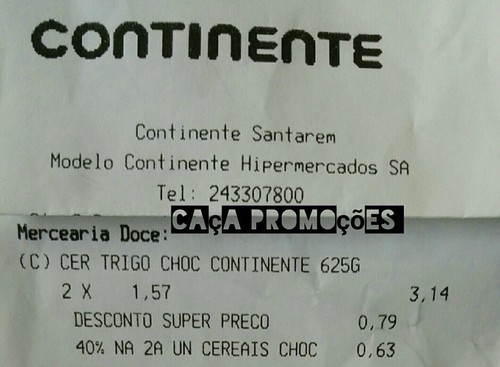 CONTINENTE
Continente Santarem
Modelo Continente Hipermercados SA
Tel: 243307800
CAÇA PROMOÇÕES
Mercearia Doce:
(C) CER TRIGO CHOC CONTINENTE 625G
2 X 1,57 3,14
DESCONTO SUPER PRECO 0,79
40% NA 2A UN CEREAIS CHOC 0,63